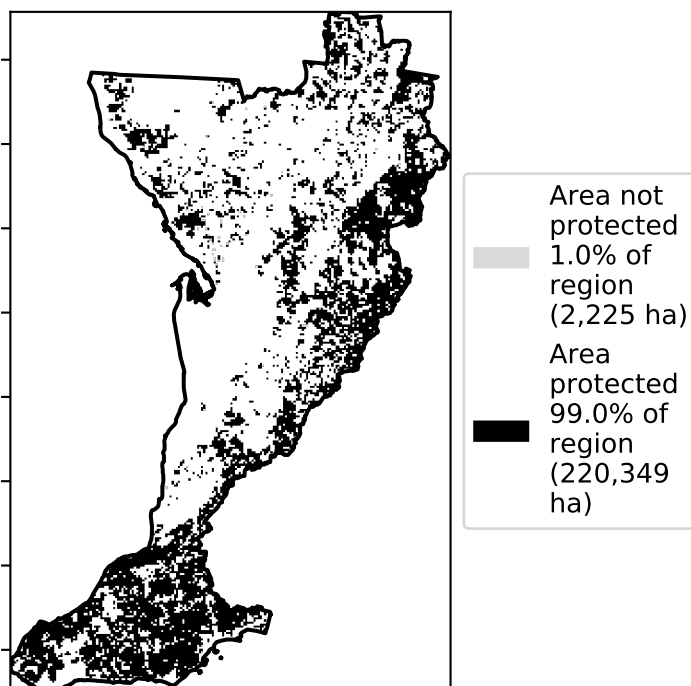 Area not
protected
1.0% of
region
(2,225 ha)
Area
protected
99.0% of
region
(220,349
ha)